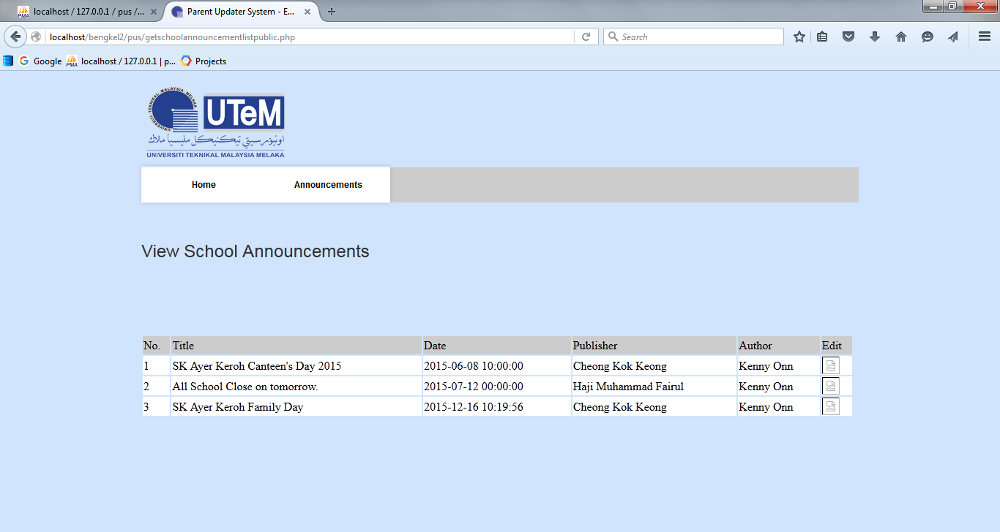 localhost / 127.0.0.1 / pus /...
Parent Updater System - E...
localhost/bengkel2/pus/getschoolannouncementlistpublic.php
Search
Google
PMA
localhost / 127.0.0.1 | p...
Projects
UNIVERSITI TEKNIKAL MALAYSIA MELAKA
UTeM
اونيۏرسيتي تيكنيكل مليسيا ملاك
UNIVERSITI TEKNIKAL MALAYSIA MELAKA
Home Announcements
View School Announcements
No. Title Date Publisher Author Edit
1 SK Ayer Keroh Canteen's Day 2015 2015-06-08 10:00:00 Cheong Kok Keong Kenny Onn
2 All School Close on tomorrow. 2015-07-12 00:00:00 Haji Muhammad Fairul Kenny Onn
3 SK Ayer Keroh Family Day 2015-12-16 10:19:56 Cheong Kok Keong Kenny Onn